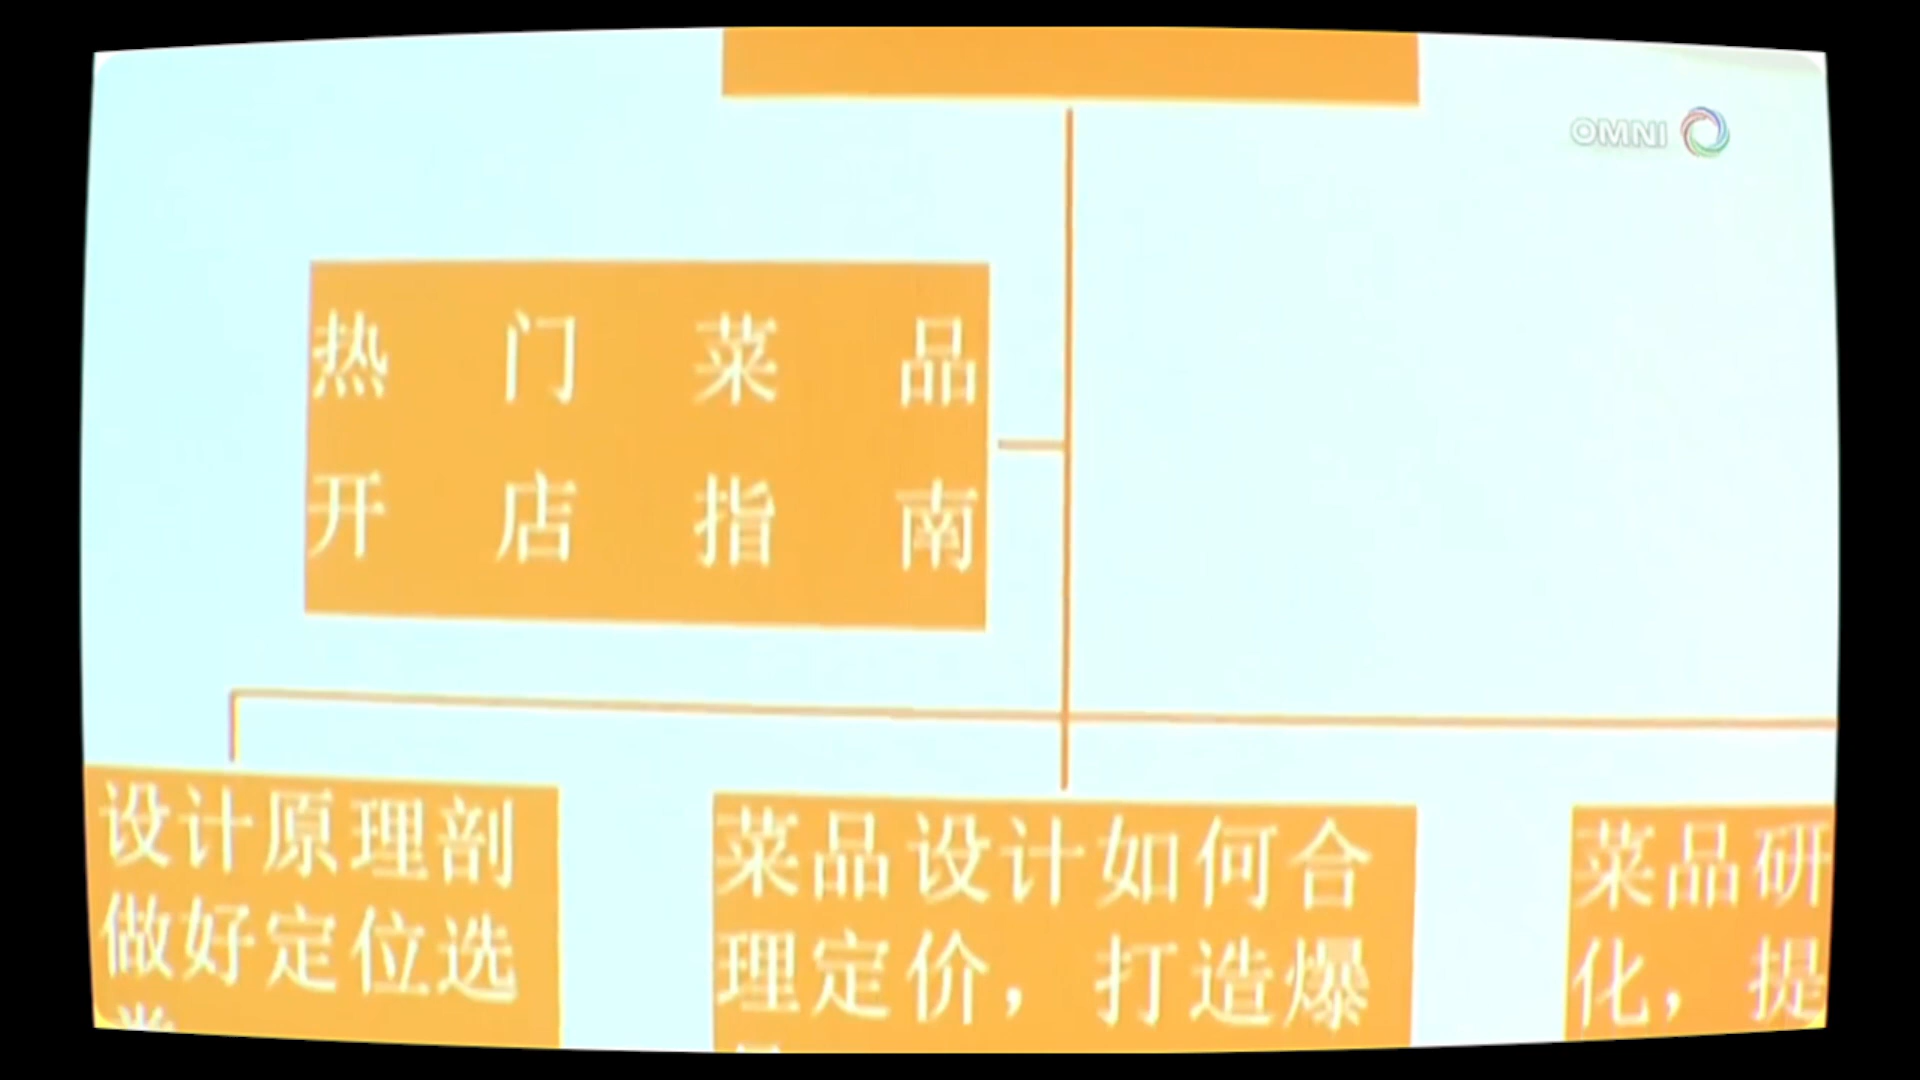 OMNI
热门菜品
开店指南
设计原理剖
做好定位选
菜品设计如何合
理定价，打造爆
菜品研
化，提